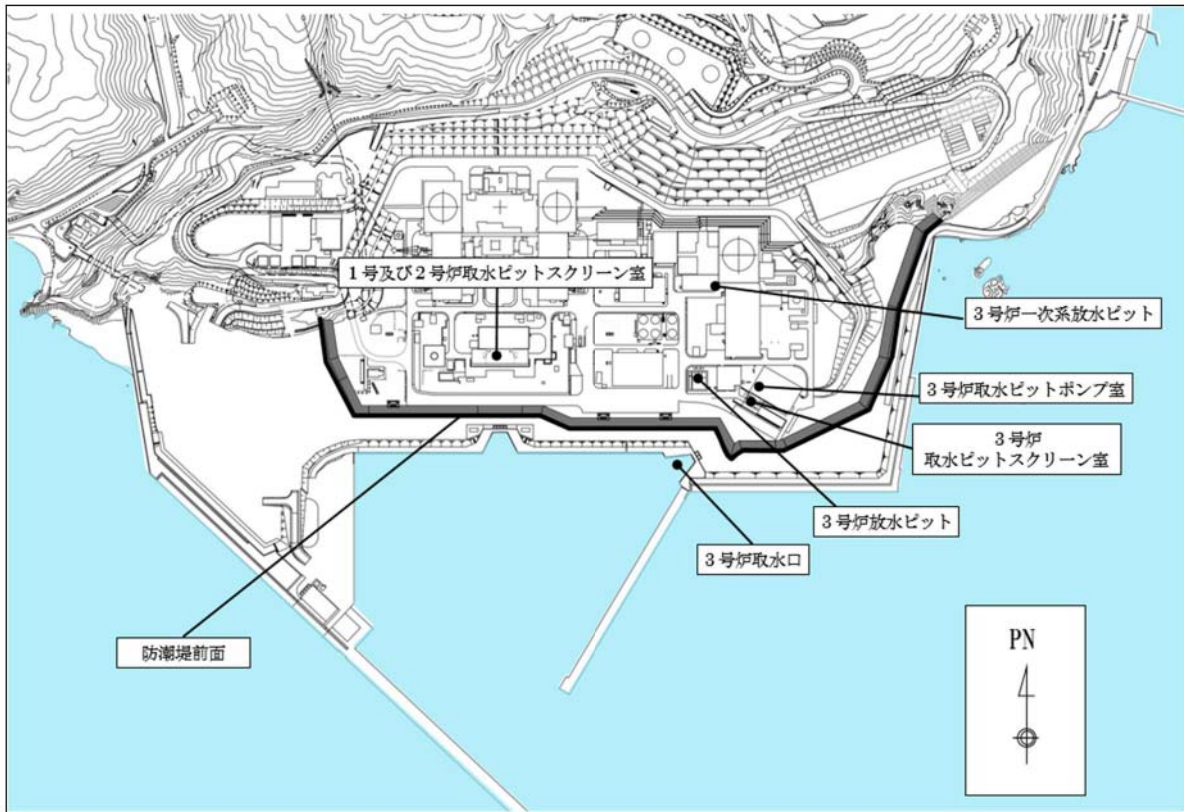 1号及び2号炉取水ピットスクリーン室
3号炉一次系放水ピット
3号炉取水ピットポンプ室
3号炉
取水ピットスクリーン室
3号炉放水ピット
3号炉取水口
防潮堤前面
PN